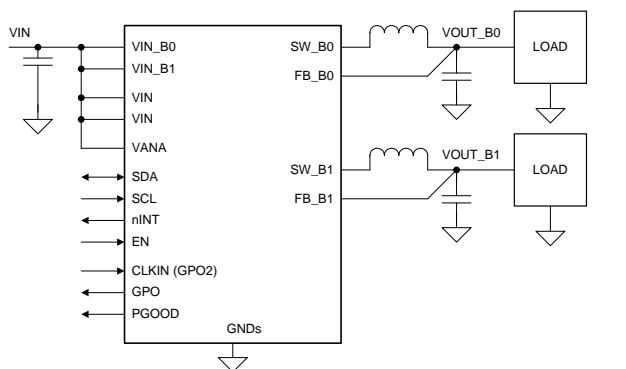 VIN
VIN_B0
SW_B0
VOUT_B0
LOAD
VIN_B1
FB_B0
VIN
VIN
VANA
VOUT_B1
SDA
SW_B1
LOAD
SCL
FB_B1
nINT
EN
CLKIN (GPO2)
GPO
PGOOD
GNDs